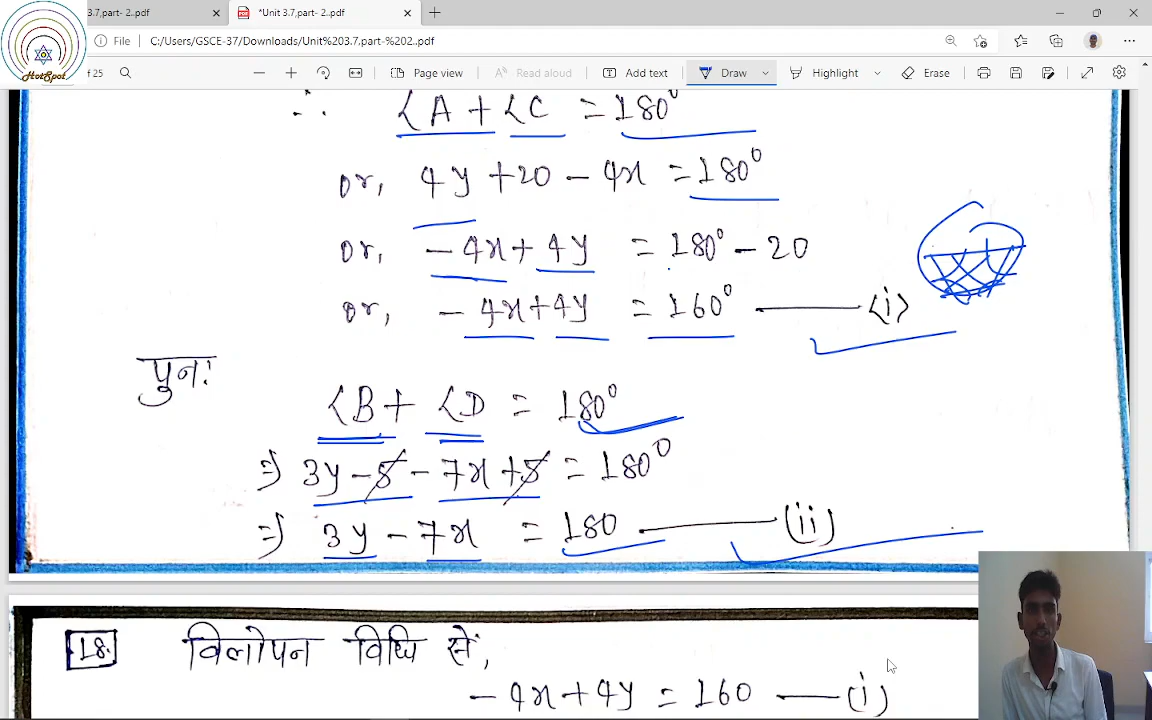 3.7,part- 2..pdf
*Unit 3.7,part- 2..pdf
File C:/Users/GSCE-37/Downloads/Unit%203.7,part-%202..pdf
HotSpot
of 25 Page view Read aloud Add text Draw Highlight Erase
∴ ∠A + ∠C = 180°
or, 4y + 20 - 4x = 180°
or, - 4x + 4y = 180° - 20
or, - 4x + 4y = 160° —— (i)
पुनः
∠B + ∠D = 180°
⇒ 3y - 5 - 7x + 5 = 180°
⇒ 3y - 7x = 180 —— (ii)
18. विलोपन विधि से,
- 4x + 4y = 160 —— (i)